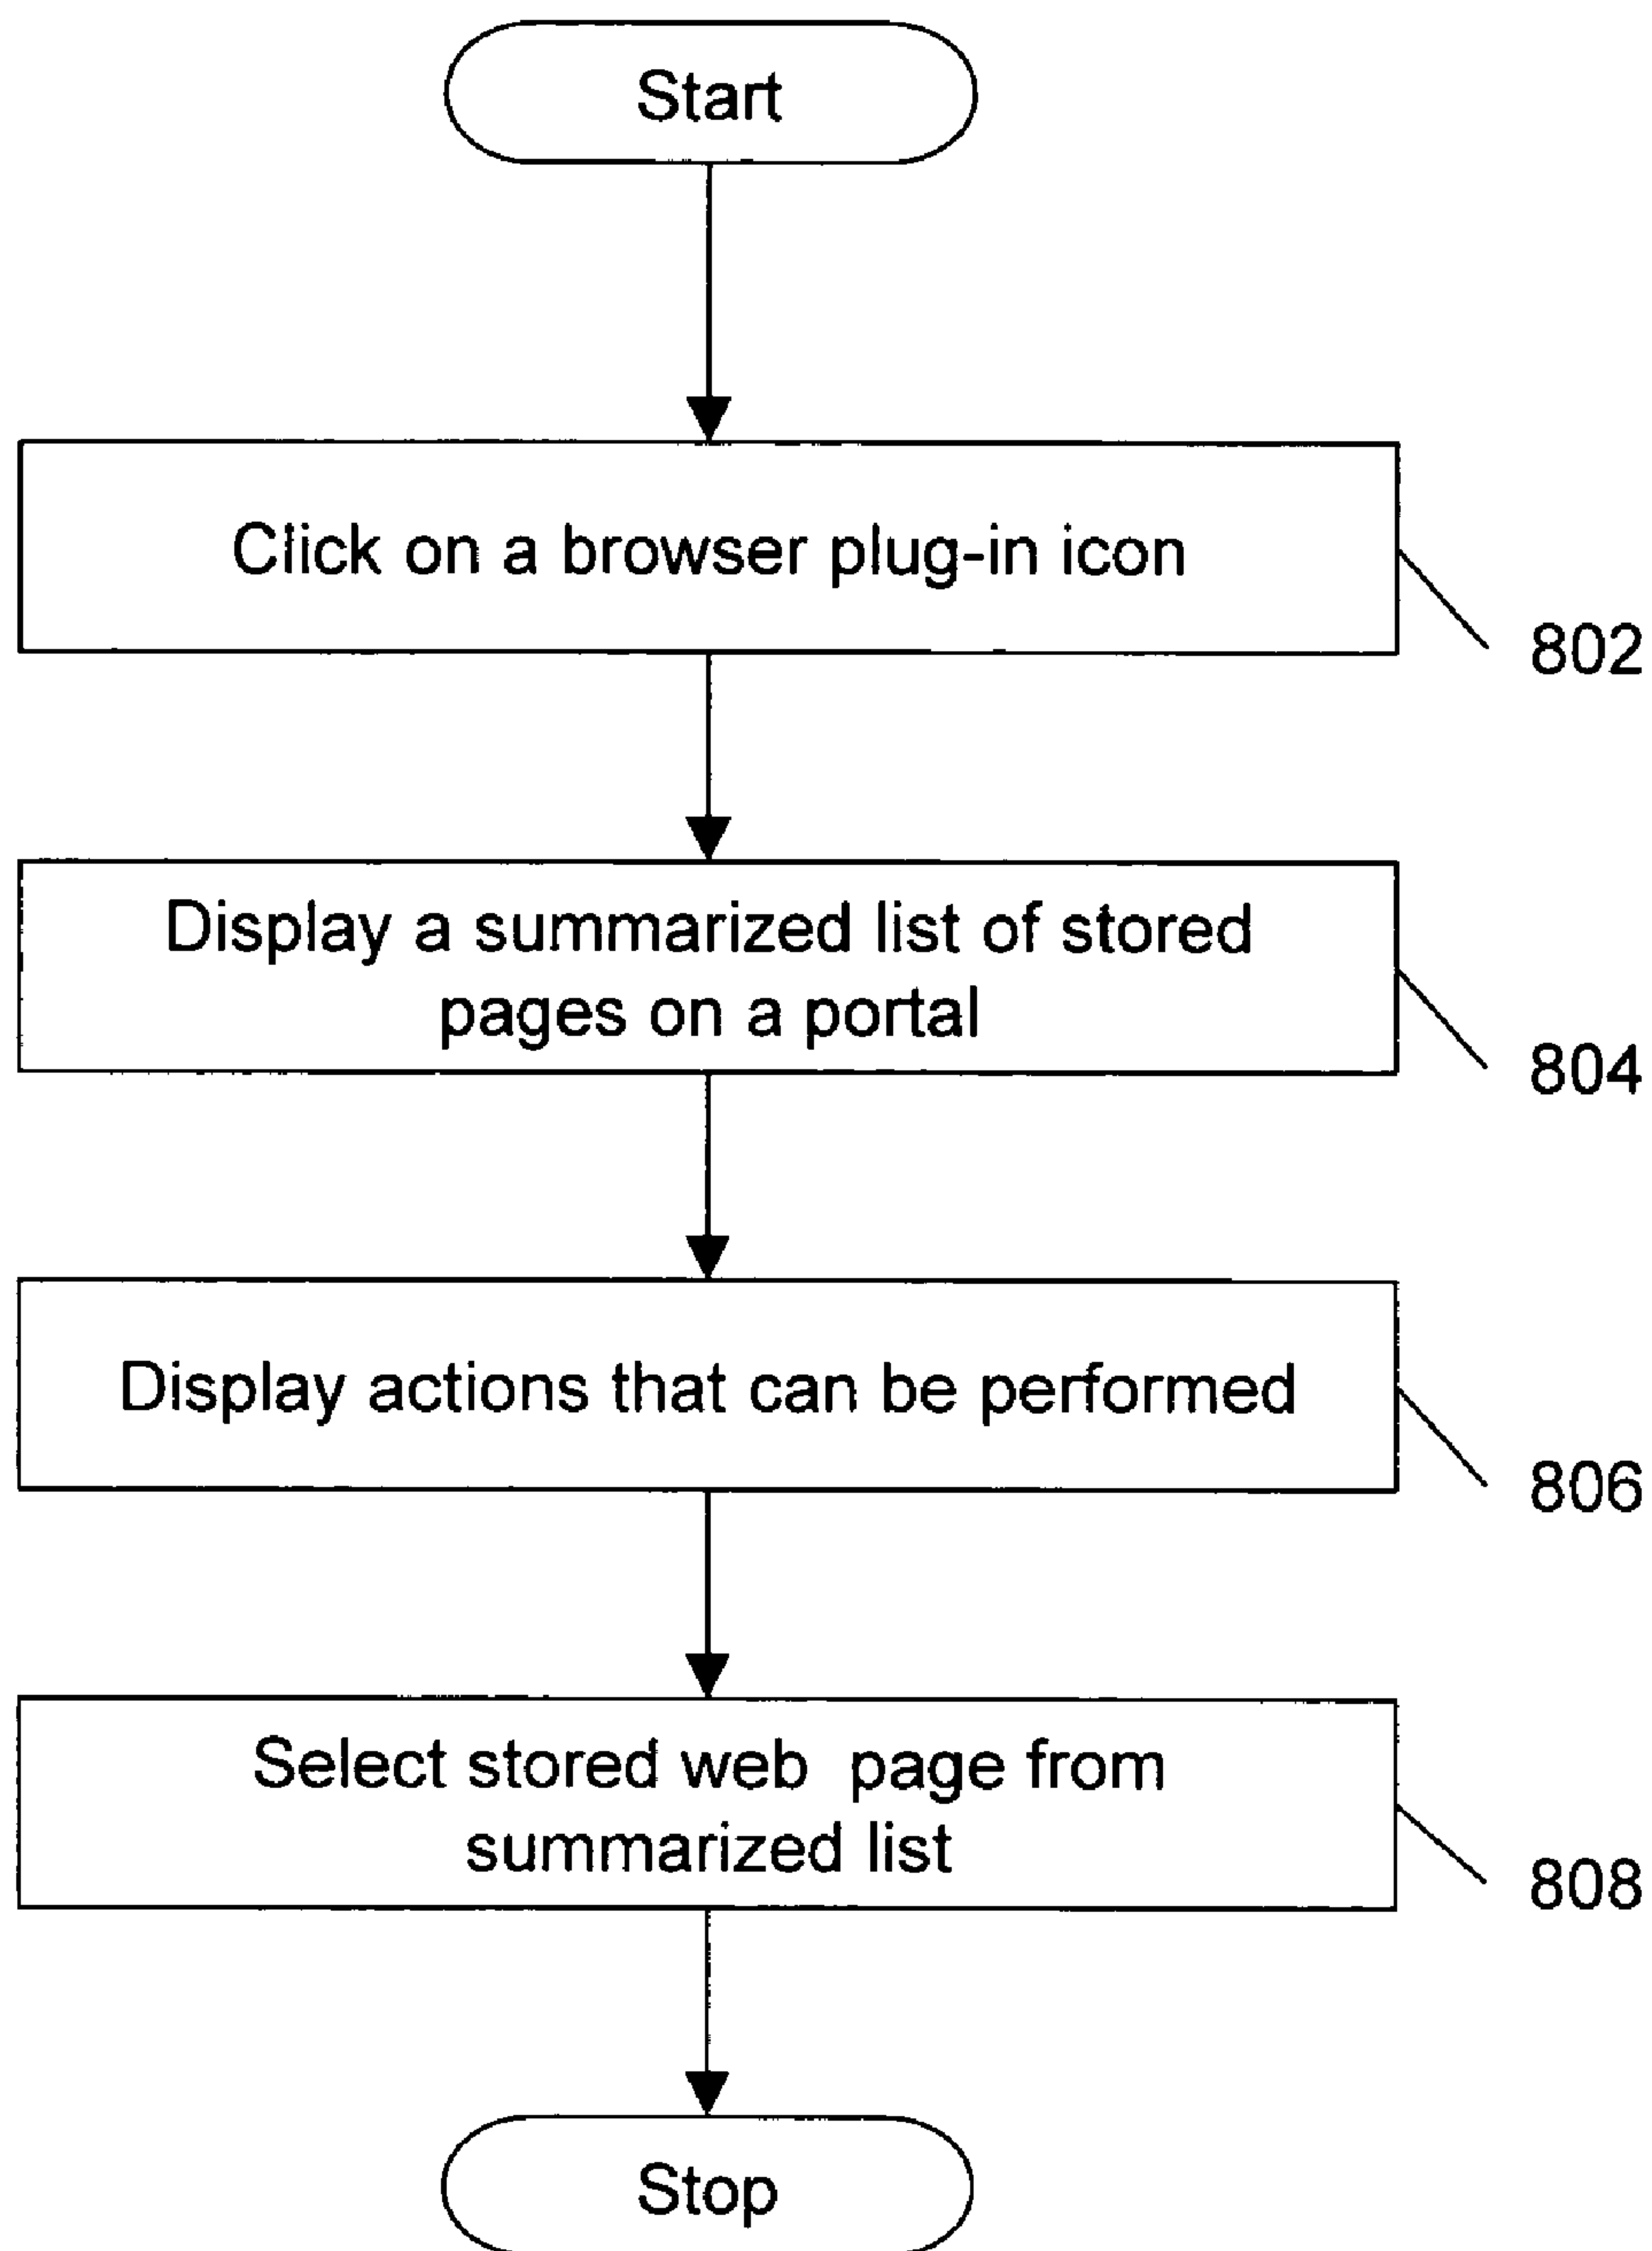 Start
Click on a browser plug-in icon
802
Display a summarized list of stored
pages on a portal
804
Display actions that can be performed
806
Select stored web page from
summarized list
808
Stop